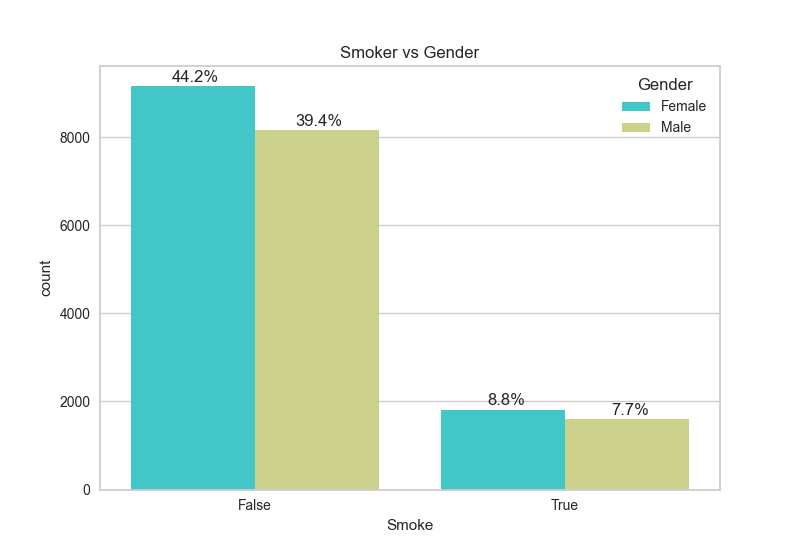 Smoker vs Gender
44.2%
39.4%
8.8%
7.7%
Gender
Female
Male
8000
6000
4000
2000
0
count
False
True
Smoke